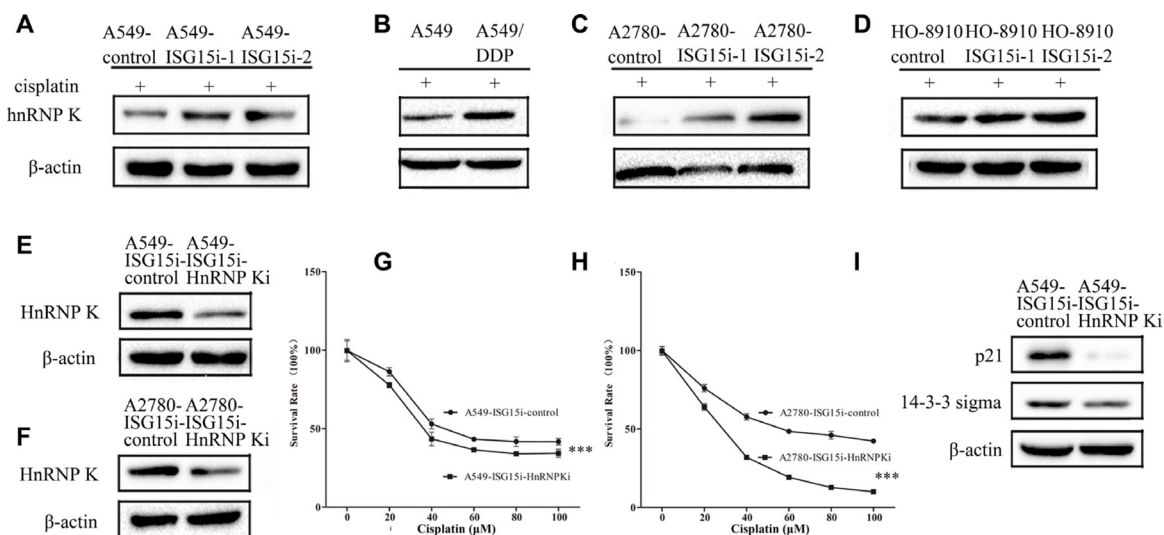 A
A549-control
A549-ISG15i-1
A549-ISG15i-2
cisplatin
+ + +
hnRNP K
β-actin
B
A549
A549/DDP
+ +
C
A2780-control
A2780-ISG15i-1
A2780-ISG15i-2
+ + +
D
HO-8910 control
HO-8910 ISG15i-1
HO-8910 ISG15i-2
+ + +
E
A549-ISG15i-control
A549-ISG15i-HnRNP Ki
HnRNP K
β-actin
F
A2780-ISG15i-control
A2780-ISG15i-HnRNP Ki
HnRNP K
β-actin
G
Survival Rate (100%)
150
100
50
0
A549-ISG15i-control
A549-ISG15i-HnRNPKi
***
0 20 40 60 80 100
Cisplatin (μM)
H
Survival Rate (100%)
150
100
50
0
A2780-ISG15i-control
A2780-ISG15i-HnRNPKi
***
0 20 40 60 80 100
Cisplatin (μM)
I
A549-ISG15i-control
A549-ISG15i-HnRNP Ki
p21
14-3-3 sigma
β-actin